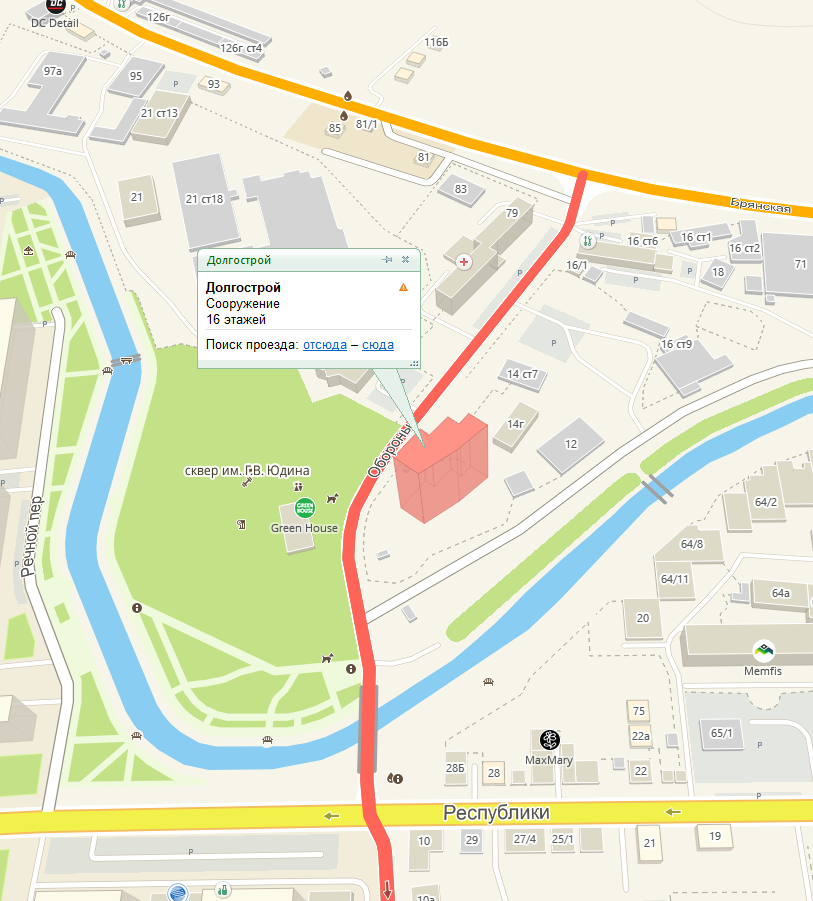 DC
DC Detail
126г
126г ст4
116Б
97а
95
93
21 ст13
85
81/1
81
83
21
21 ст18
79
Брянская
16 ст6
16 ст1
16 ст2
16/1
18
71
P
Долгострой
Долгострой
Сооружение
16 этажей
Поиск проезда: отсюда – сюда
16 ст9
14 ст7
14г
12
Обороны
сквер им. Г.В. Юдина
GREEN HOUSE
Green House
Речной пер
64/2
64/8
64/11
64а
20
Memfis
75
22а
65/1
P
MaxMary
28Б
28
22
P
Республики
10
29
27/4
25/1
21
19
P
10а